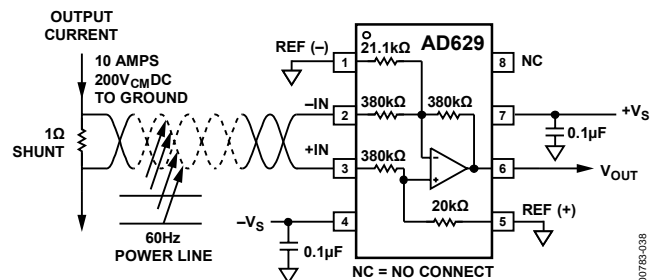 OUTPUT
CURRENT
10 AMPS
200VCMDC
TO GROUND
1Ω
SHUNT
60Hz
POWER LINE
REF (–)
–IN
+IN
–VS
0.1µF
1
2
3
4
21.1kΩ
AD629
380kΩ
380kΩ
380kΩ
–
+
20kΩ
8
7
6
5
NC
+VS
0.1µF
VOUT
REF (+)
NC = NO CONNECT
00783-038